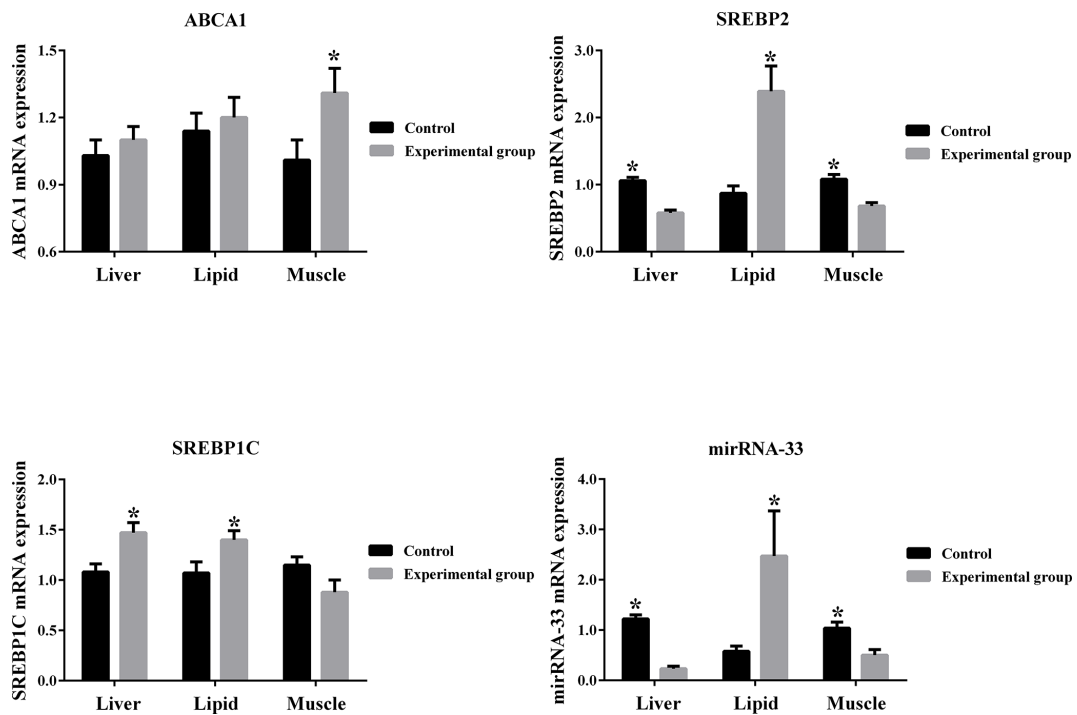 ABCA1
ABCA1 mRNA expression
1.5
1.2
0.9
0.6
*
Control
Experimental group
Liver Lipid Muscle
SREBP2
SREBP2 mRNA expression
3.0
2.0
1.0
0.0
* * *
Control
Experimental group
Liver Lipid Muscle
SREBP1C
SREBP1C mRNA expression
2.0
1.5
1.0
0.5
0.0
* *
Control
Experimental group
Liver Lipid Muscle
mirRNA-33
mirRNA-33 mRNA expression
4.0
3.0
2.0
1.0
0.0
* * *
Control
Experimental group
Liver Lipid Muscle